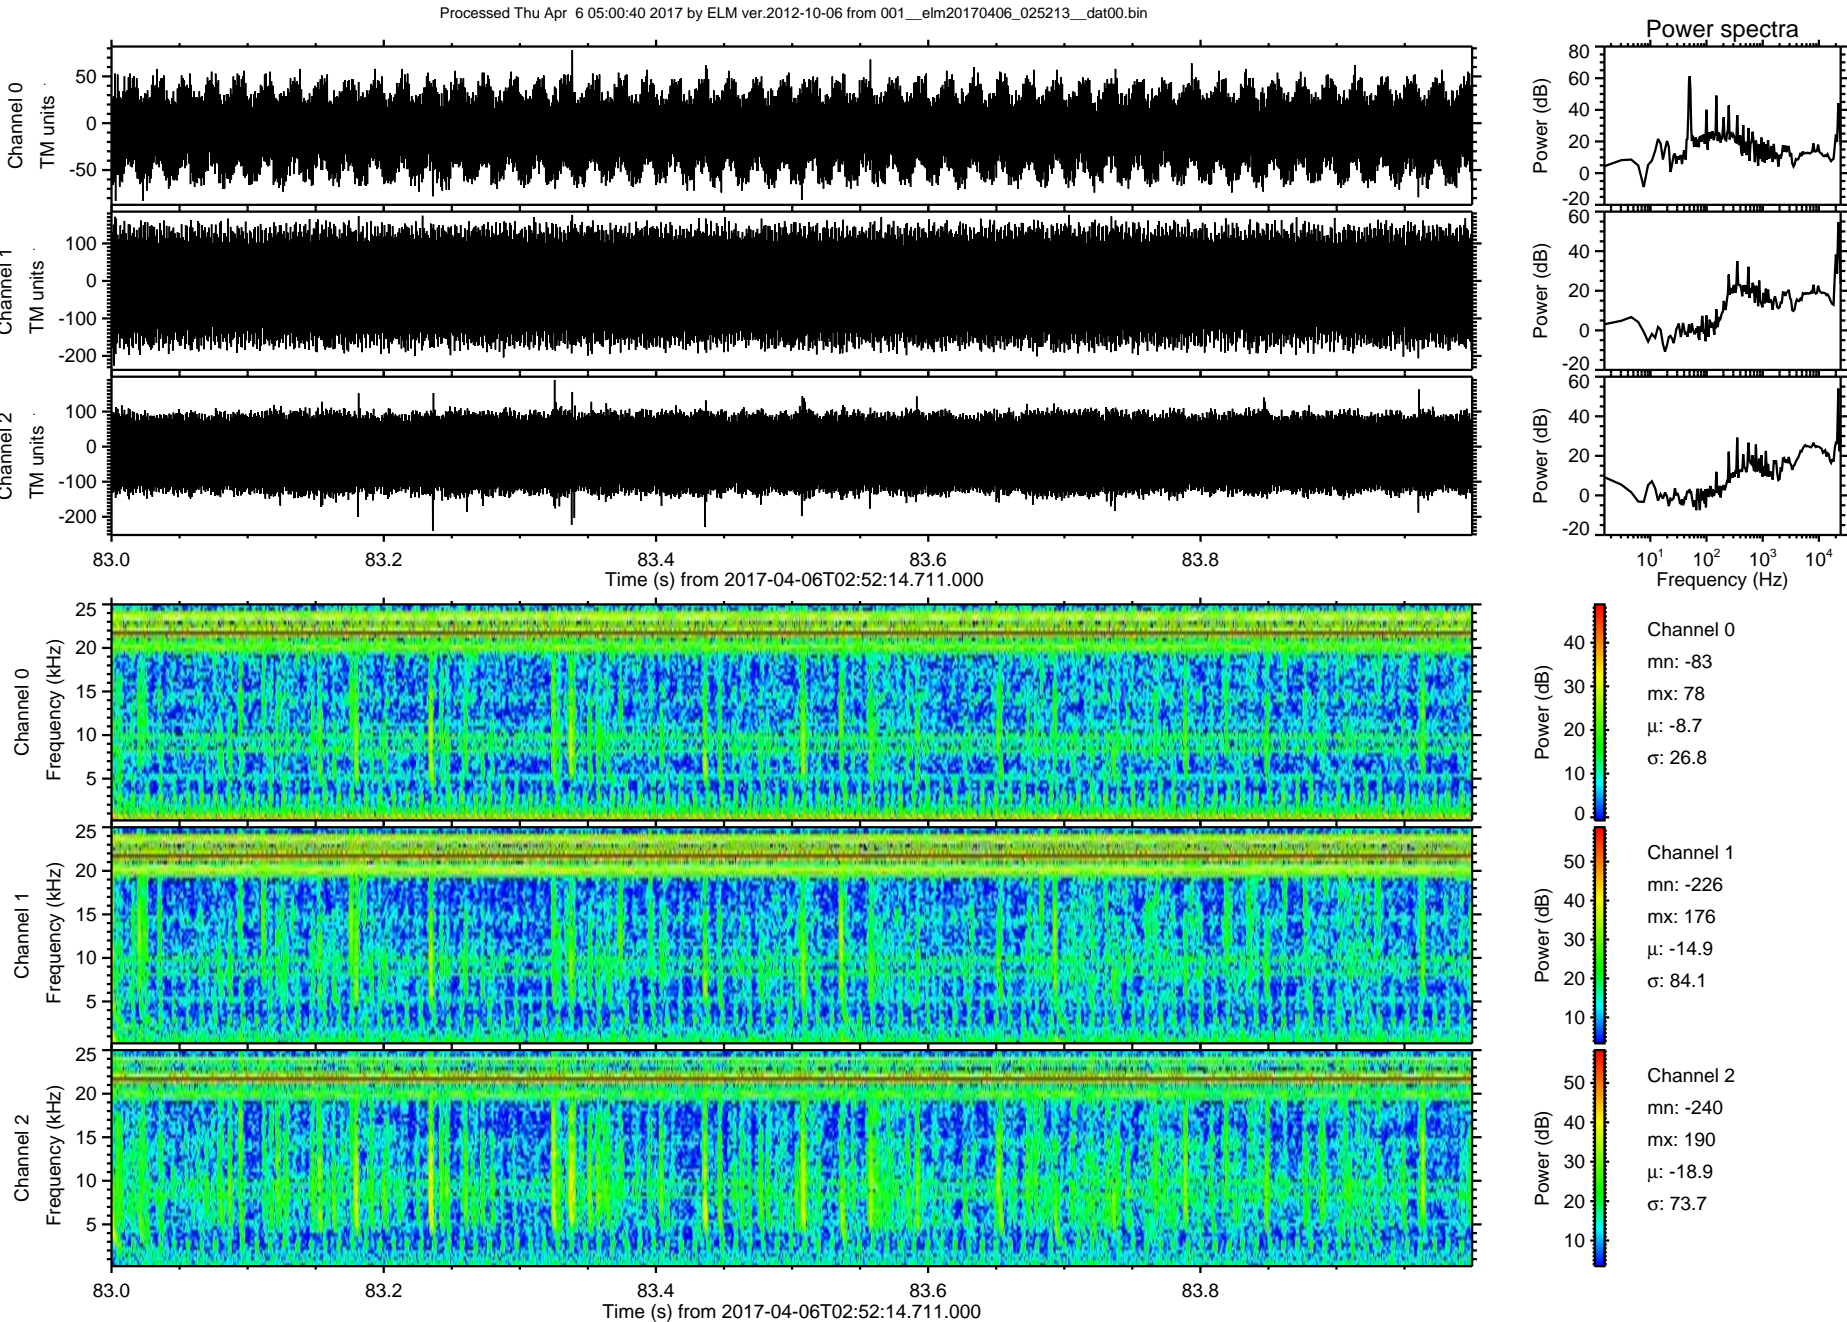 Processed Thu Apr  6 05:00:40 2017 by ELM ver.2012-10-06 from 001__elm20170406_025213__dat00.bin
Power spectra
Channel 0
TM units
50
0
-50
Power (dB)
80
60
40
20
0
-20
Channel 1
TM units
100
0
-100
-200
Power (dB)
60
40
20
0
-20
Channel 2
TM units
100
0
-100
-200
Power (dB)
60
40
20
0
-20
83.0 83.2 83.4 83.6 83.8
Time (s) from 2017-04-06T02:52:14.711.000
10¹ 10² 10³ 10⁴
Frequency (Hz)
Channel 0
Frequency (kHz)
25
20
15
10
5
Power (dB)
40
30
20
10
0
Channel 0
mn: -83
mx: 78
µ: -8.7
σ: 26.8
Channel 1
Frequency (kHz)
25
20
15
10
5
Power (dB)
50
40
30
20
10
Channel 1
mn: -226
mx: 176
µ: -14.9
σ: 84.1
Channel 2
Frequency (kHz)
25
20
15
10
5
Power (dB)
50
40
30
20
10
Channel 2
mn: -240
mx: 190
µ: -18.9
σ: 73.7
83.0 83.2 83.4 83.6 83.8
Time (s) from 2017-04-06T02:52:14.711.000